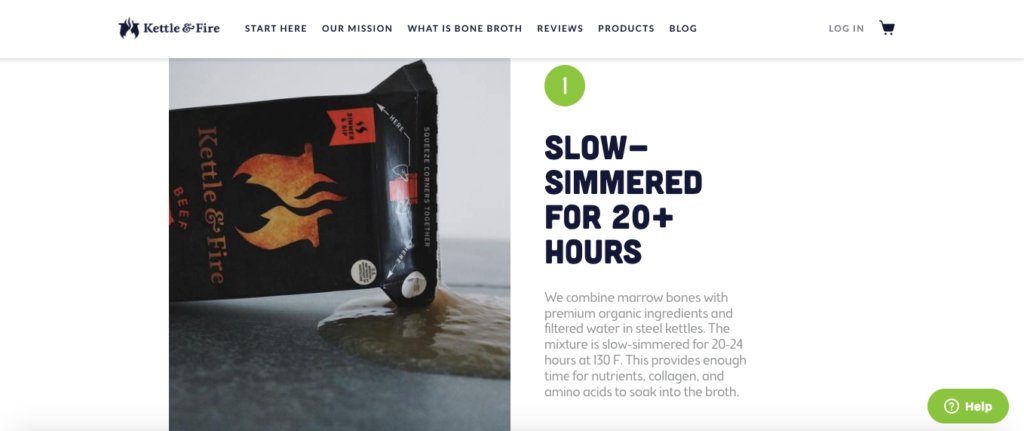 Kettle & Fire
START HERE
OUR MISSION
WHAT IS BONE BROTH
REVIEWS
PRODUCTS
BLOG
LOG IN
SIMMER
& SIP
HERE
SQUEEZE CORNERS TOGETHER
Kettle & Fire
BEEF
1
SLOW-
SIMMERED
FOR 20+
HOURS
We combine marrow bones with
premium organic ingredients and
filtered water in steel kettles. The
mixture is slow-simmered for 20-24
hours at 130 F. This provides enough
time for nutrients, collagen, and
amino acids to soak into the broth.
? Help